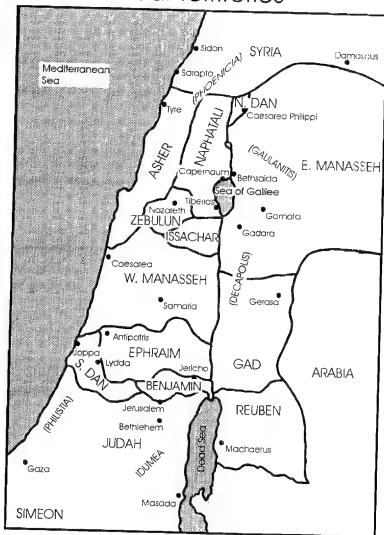 Sidon
SYRIA
Damascus
Mediterranean
Sea
Sarapta
(PHOENICIA)
N. DAN
Tyre
Caesarea Philippi
NAPHATALI
ASHER
(GAULANITIS)
E. MANASSEH
Capernaum
Bethsaida
Sea of Galilee
Tiberias
Nazareth
Gamata
ZEBULUN
ISSACHAR
Gadara
Caesarea
(DECAPOLIS)
W. MANASSEH
Samaria
Gerasa
Antipatris
Joppa
EPHRAIM
Lydda
S. DAN
Jericho
GAD
ARABIA
BENJAMIN
Jerusalem
REUBEN
(PHILISTIA)
Bethlehem
JUDAH
IDUMEA
Dead Sea
Machaerus
Gaza
Masada
SIMEON